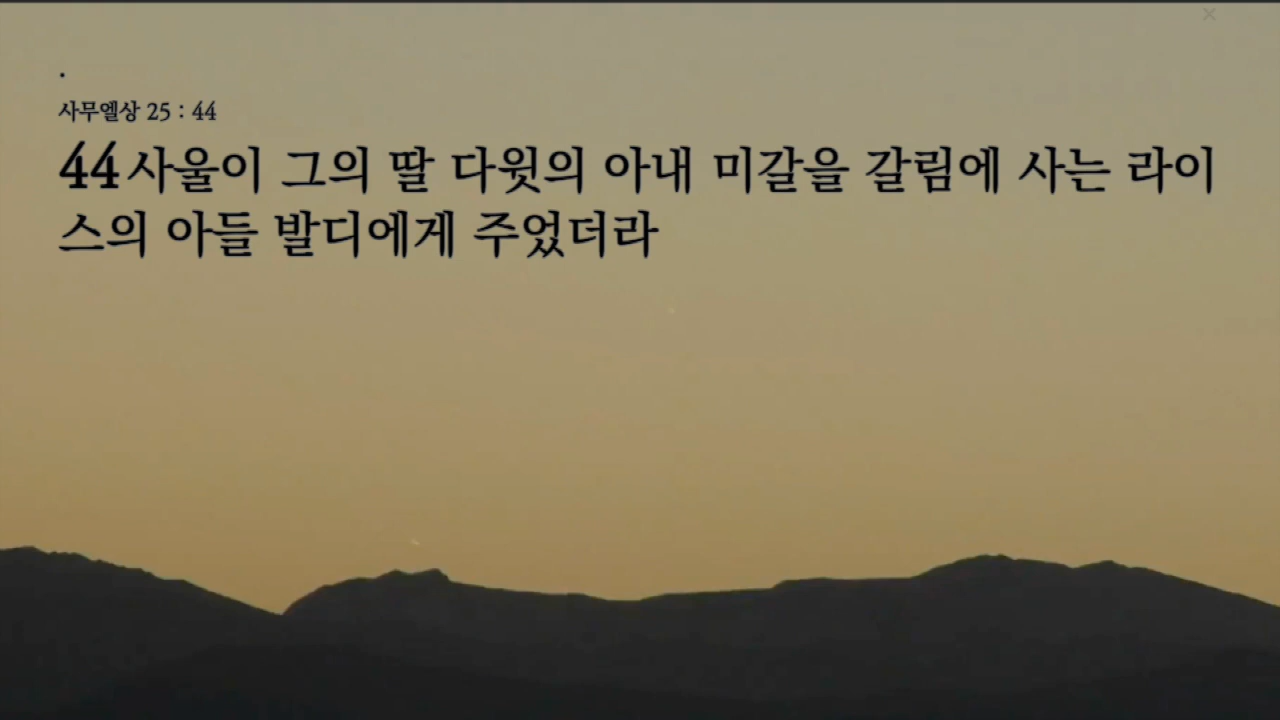 .
사무엘상 25 : 44
44사울이 그의 딸 다윗의 아내 미갈을 갈림에 사는 라이
스의 아들 발디에게 주었더라